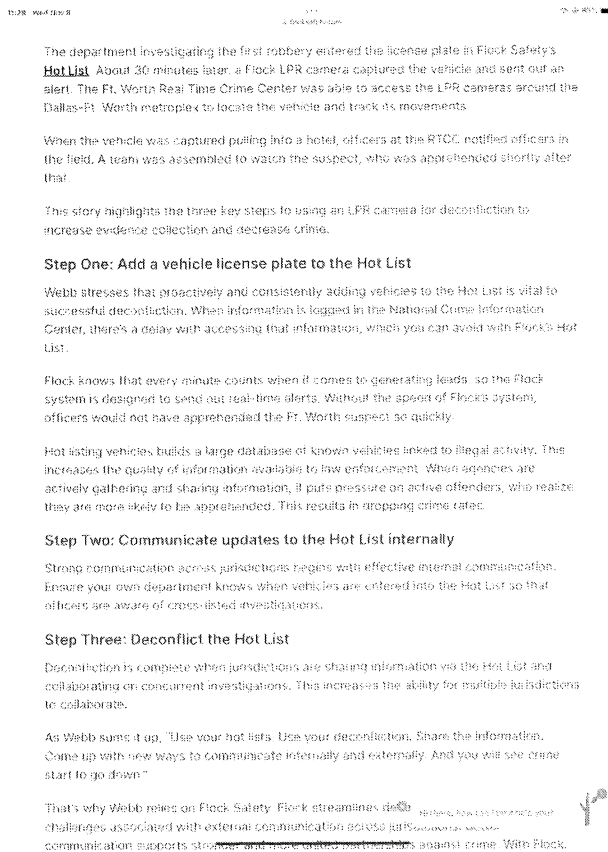 The department investigating the first robbery entered the license plate in Flock Safety's
Hot List. About 30 minutes later, a Flock LPR camera captured the vehicle and sent out an
alert. The Ft. Worth Real Time Crime Center was able to access the LPR cameras around the
Dallas-Ft. Worth metroplex to locate the vehicle and track its movements.
When the vehicle was captured pulling into a hotel, officers at the RTCC notified officers in
the field. A team was assembled to watch the suspect, who was apprehended shortly after
that.
This story highlights the three key steps to using an LPR camera for deconfliction to
increase evidence collection and decrease crime.
Step One: Add a vehicle license plate to the Hot List
Webb stresses that proactively and consistently adding vehicles to the Hot List is vital to
successful deconfliction. When information is logged in the National Crime Information
Center, there's a delay with accessing that information, which you can avoid with Flock's Hot
List.
Flock knows that every minute counts when it comes to generating leads, so the Flock
system is designed to send out real-time alerts. Without the speed of Flock's system,
officers would not have apprehended the Ft. Worth suspect so quickly.
Hot listing vehicles builds a large database of known vehicles linked to illegal activity. This
increases the quality of information available to law enforcement. When agencies are
actively gathering and sharing information, it puts pressure on active offenders, who realize
they are more likely to be apprehended. This results in dropping crime rates.
Step Two: Communicate updates to the Hot List internally
Strong communication across jurisdictions begins with effective internal communication.
Ensure your own department knows when vehicles are entered into the Hot List so that
officers are aware of cross-listed investigations.
Step Three: Deconflict the Hot List
Deconfliction is complete when jurisdictions are sharing information via the Hot List and
collaborating on concurrent investigations. This increases the ability for multiple jurisdictions
to collaborate.
As Webb sums it up, "Use your hot lists. Use your deconfliction. Share the information.
Come up with new ways to communicate internally and externally. And you will see crime
start to go down."
That's why Webb relies on Flock Safety. Flock streamlines
challenges associated with external communication across
communication supports stronger and more united partnerships against crime. With Flock,